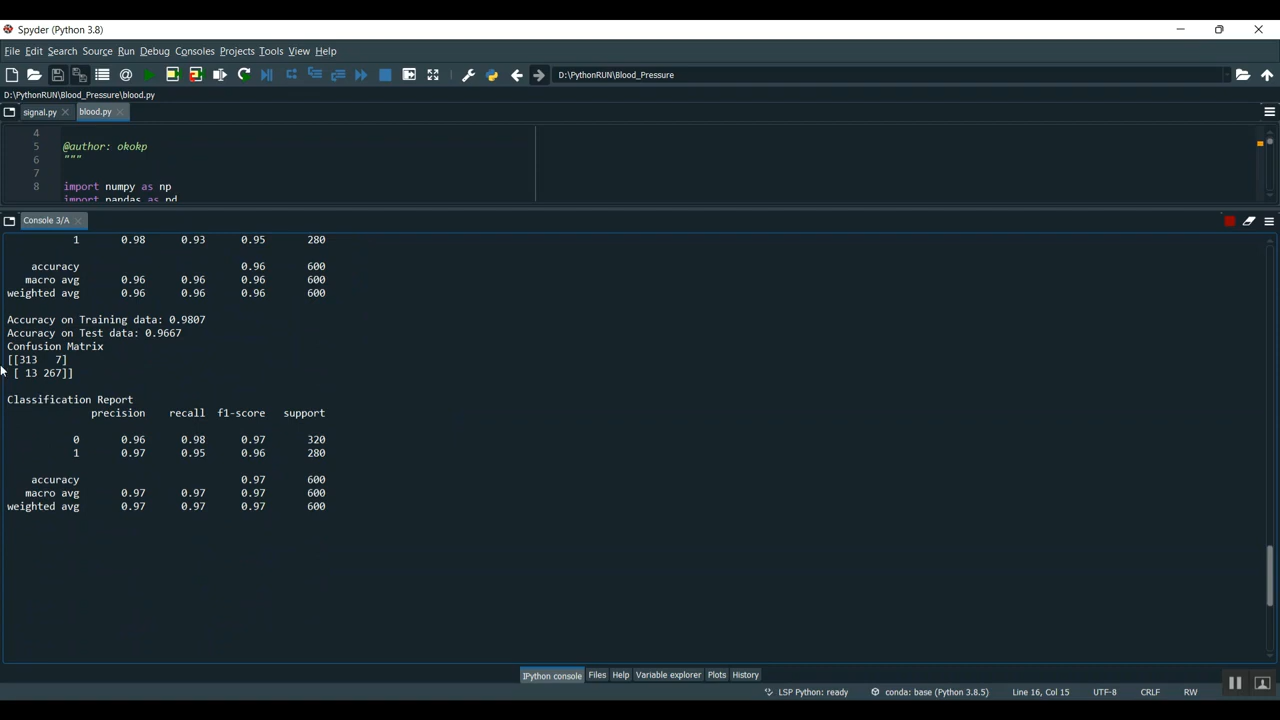 Spyder (Python 3.8)
File Edit Search Source Run Debug Consoles Projects Tools View Help
D:\PythonRUN\Blood_Pressure
D:\PythonRUN\Blood_Pressure\blood.py
signal.py blood.py
4
5 @author: okokp
6 """
7
8 import numpy as np
import pandas as pd
Console 3/A
1 0.98 0.93 0.95 280
accuracy 0.96 600
macro avg 0.96 0.96 0.96 600
weighted avg 0.96 0.96 0.96 600
Accuracy on Training data: 0.9807
Accuracy on Test data: 0.9667
Confusion Matrix
[[313 7]
[ 13 267]]
Classification Report
precision recall f1-score support
0 0.96 0.98 0.97 320
1 0.97 0.95 0.96 280
accuracy 0.97 600
macro avg 0.97 0.97 0.97 600
weighted avg 0.97 0.97 0.97 600
IPython console Files Help Variable explorer Plots History
LSP Python: ready conda: base (Python 3.8.5) Line 16, Col 15 UTF-8 CRLF RW